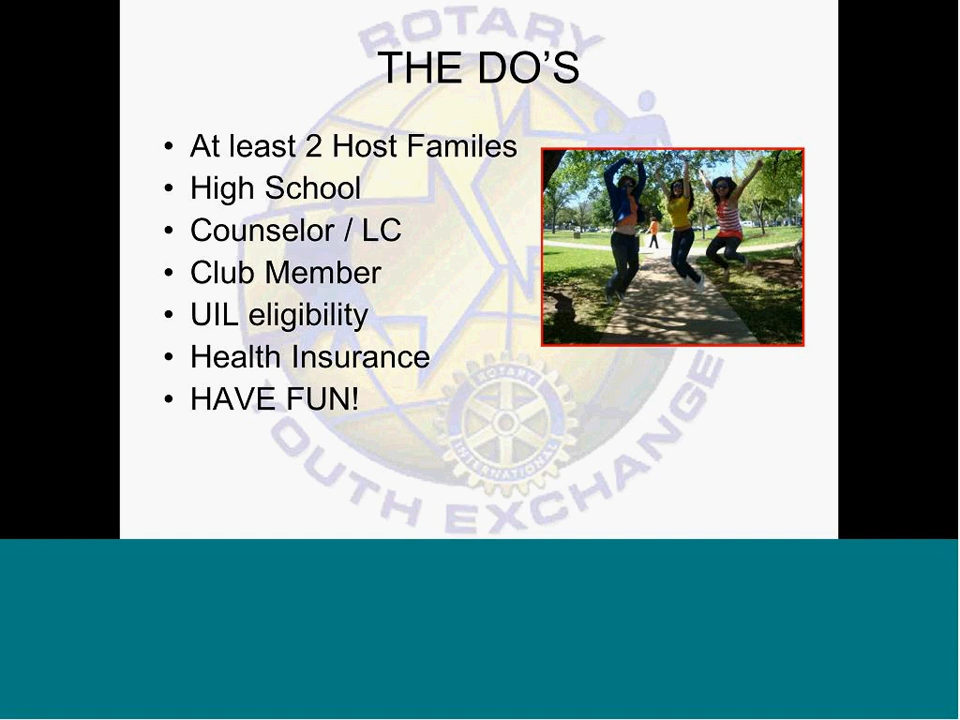 ROTARY
THE DO'S
• At least 2 Host Familes
• High School
• Counselor / LC
• Club Member
• UIL eligibility
• Health Insurance
• HAVE FUN!
ROTARY
INTERNATIONAL
YOUTH EXCHANGE